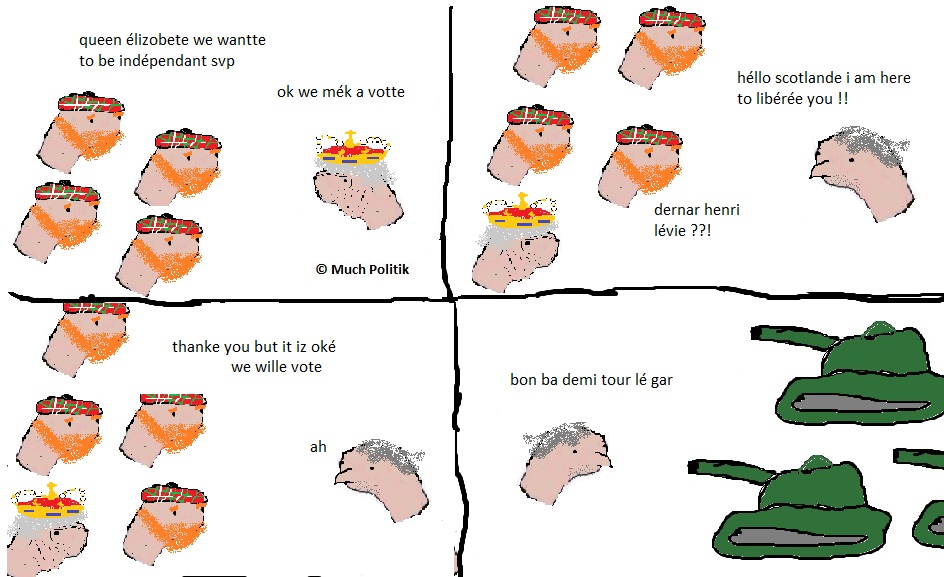 queen élizobete we wantte
to be indépendant svp
ok we mék a votte
© Much Politik
héllo scotlande i am here
to libérée you !!
dernar henri
lévie ??!
thanke you but it iz oké
we wille vote
ah
bon ba demi tour lé gar